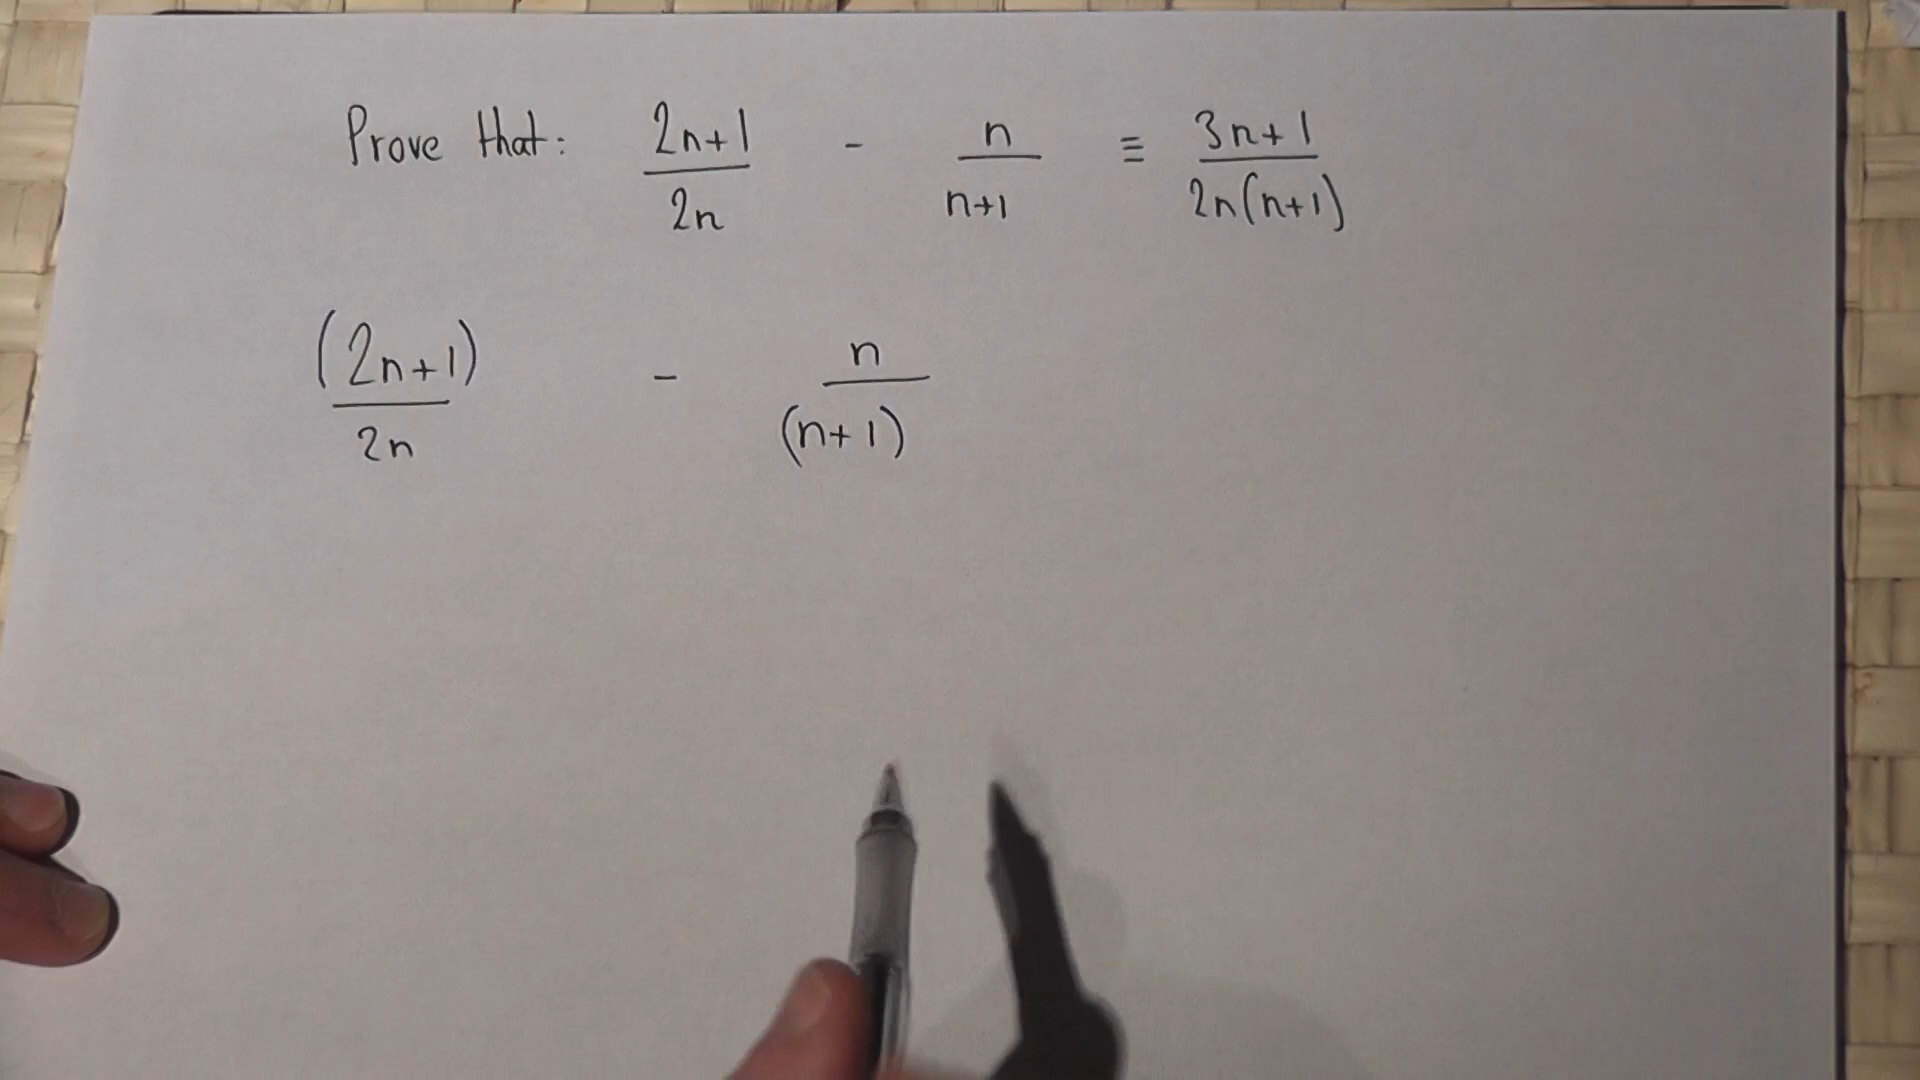 Prove that: (2n+1)/2n - n/(n+1) ≡ (3n+1)/2n(n+1)
(2n+1)/2n - n/(n+1)